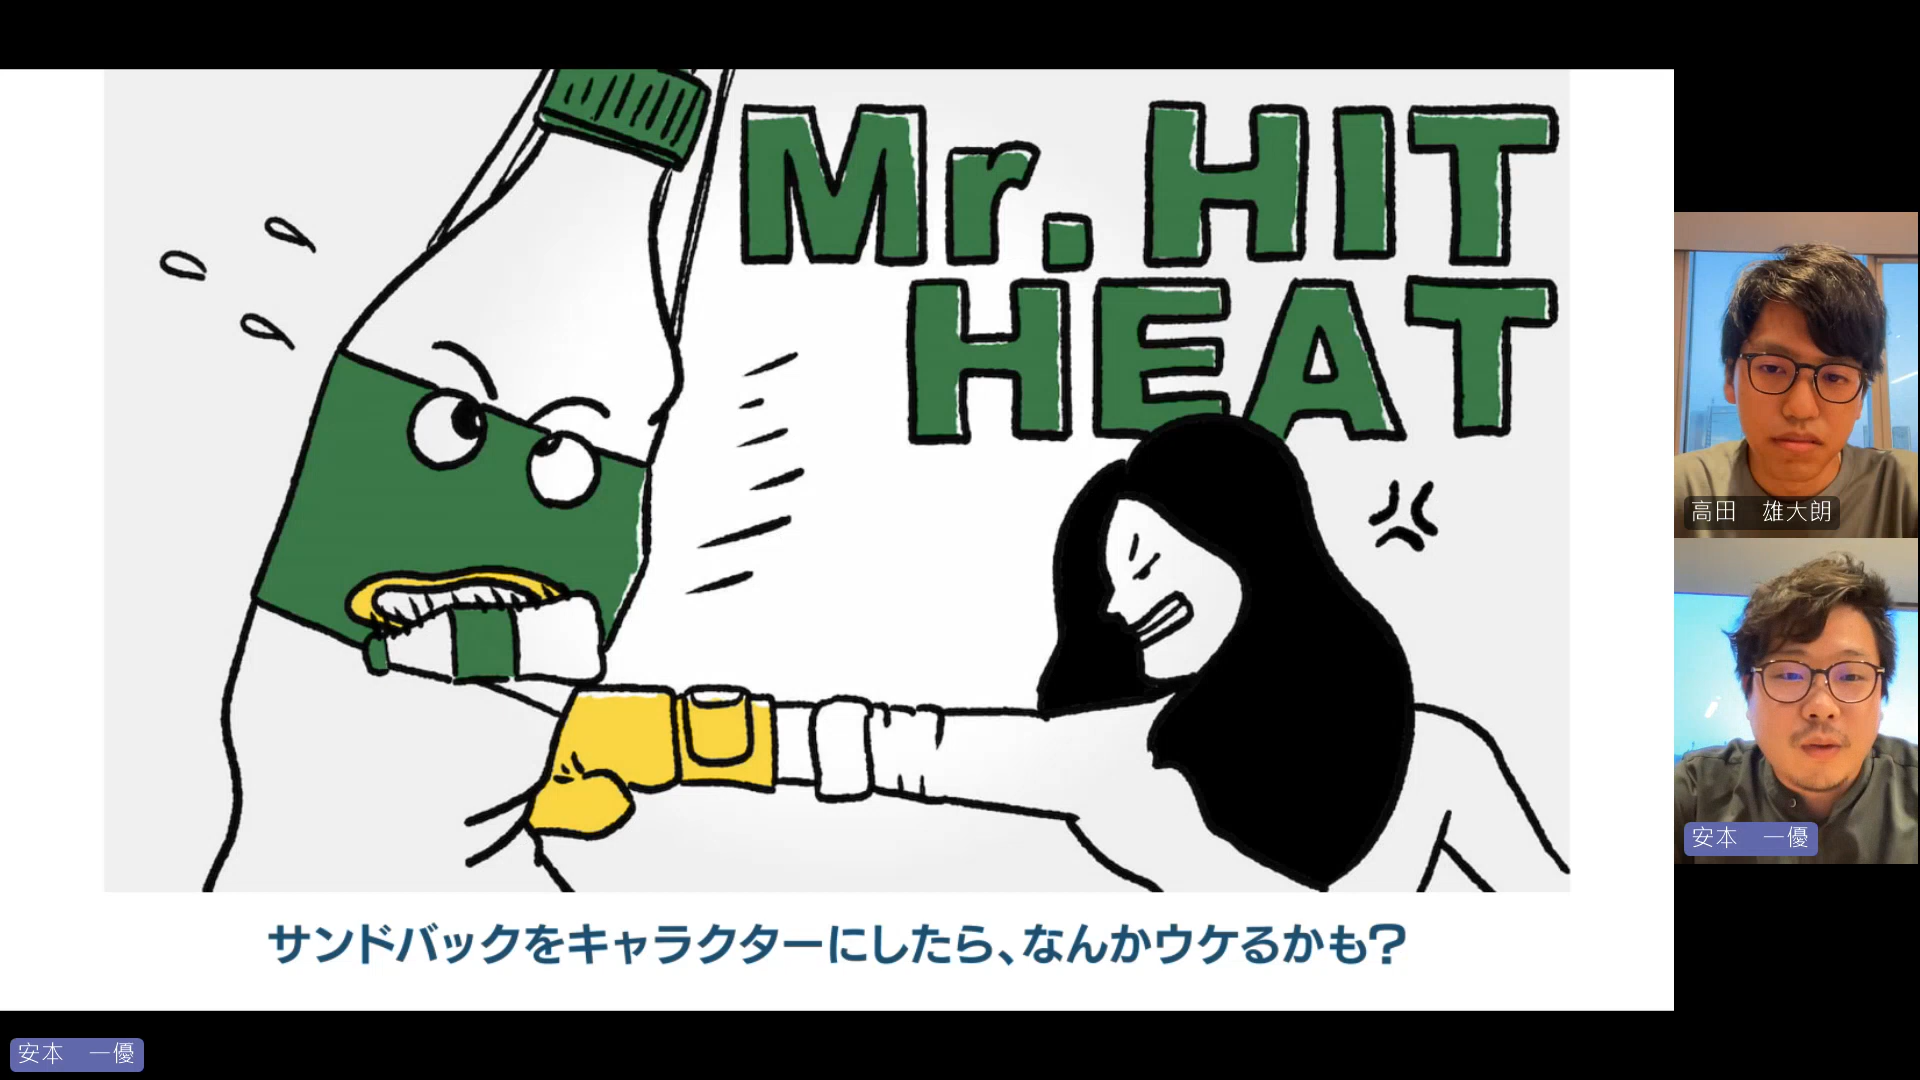 Mr. HIT
HEAT
サンドバックをキャラクターにしたら、なんかウケるかも?
高田　雄大朗
安本　一優
安本　一優